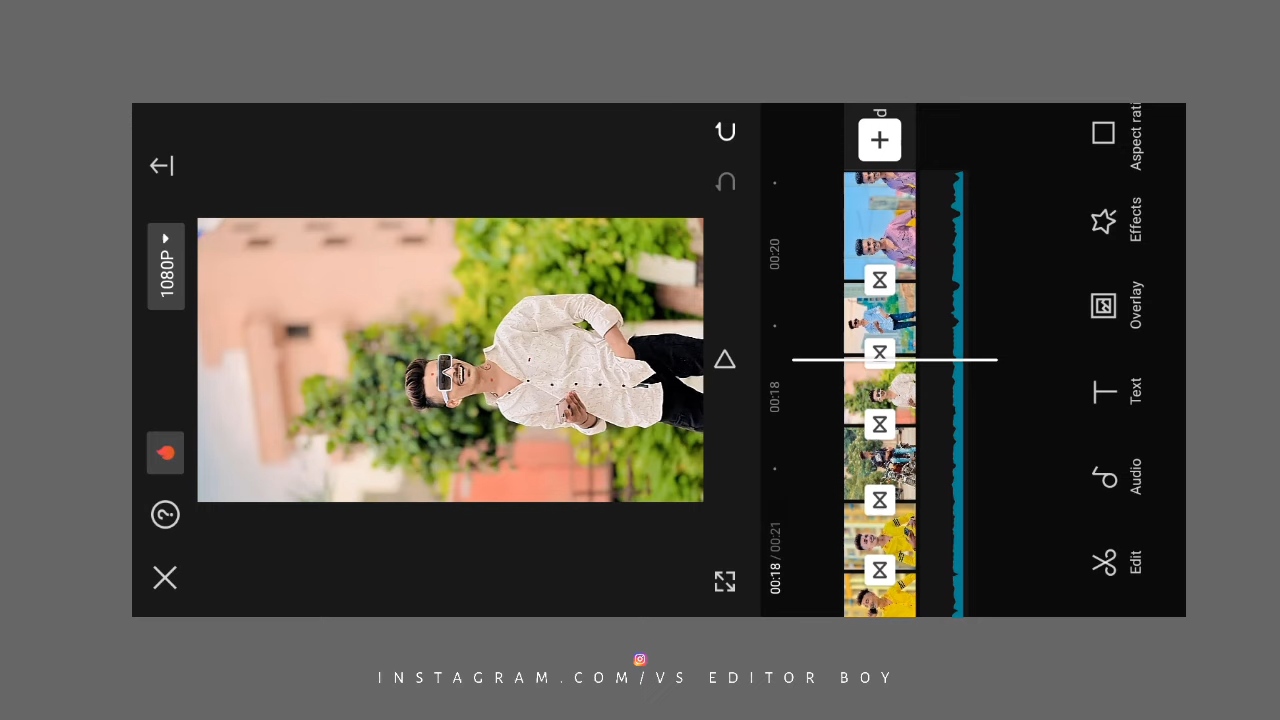 1080P
00:18 / 00:21
00:18
00:20
d
Edit
Audio
Text
Overlay
Effects
Aspect rati
INSTAGRAM.COM/VS EDITOR BOY